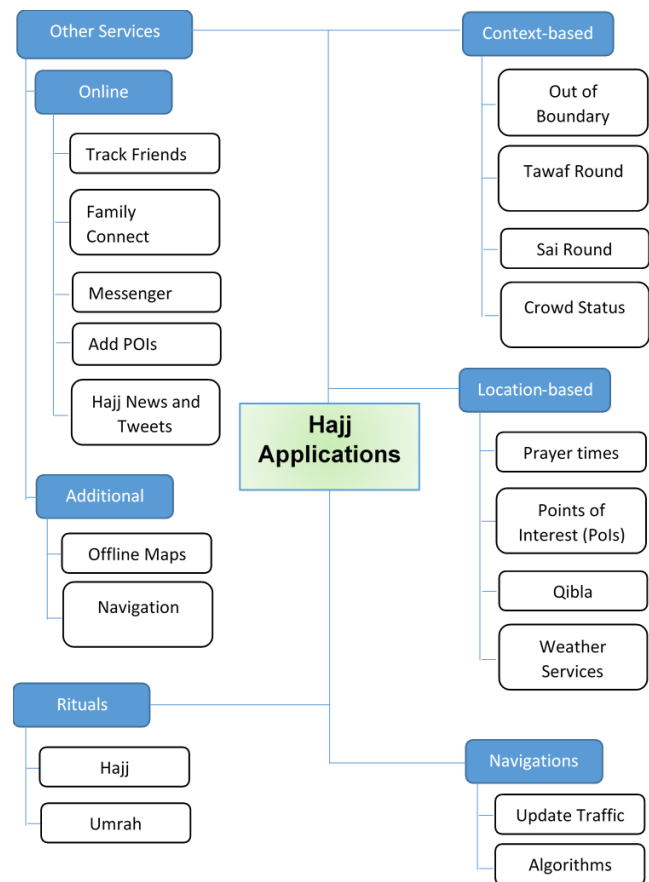 Other Services
Online
Track Friends
Family
Connect
Messenger
Add POIs
Hajj News and
Tweets
Additional
Offline Maps
Navigation
Rituals
Hajj
Umrah
Hajj
Applications
Context-based
Out of
Boundary
Tawaf Round
Sai Round
Crowd Status
Location-based
Prayer times
Points of
Interest (PoIs)
Qibla
Weather
Services
Navigations
Update Traffic
Algorithms